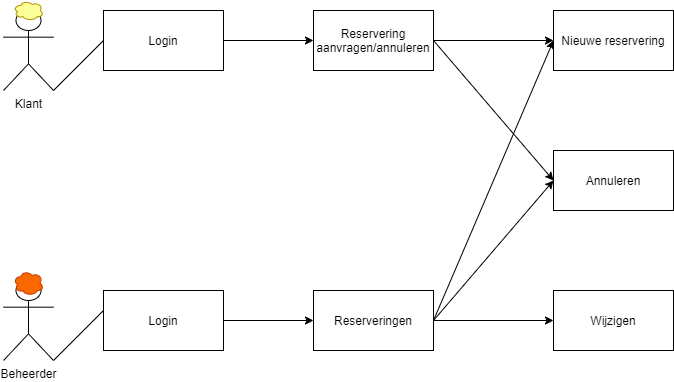 Login
Reservering
aanvragen/annuleren
Nieuwe reservering
Klant
Annuleren
Login
Reserveringen
Wijzigen
Beheerder